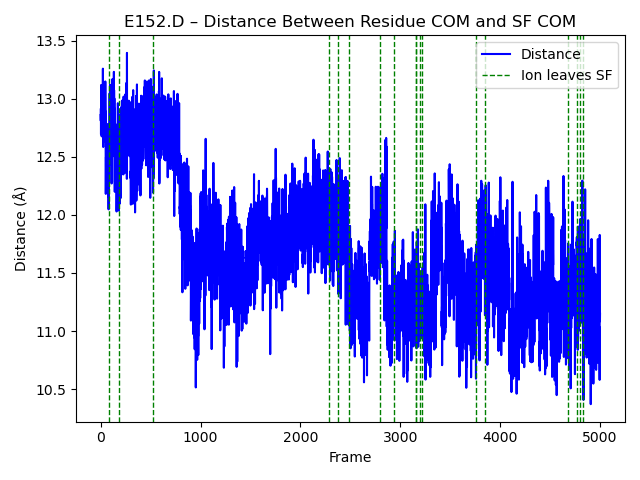 E152.D – Distance Between Residue COM and SF COM
Distance
Ion leaves SF
Distance (Å)
13.5
13.0
12.5
12.0
11.5
11.0
10.5
0 1000 2000 3000 4000 5000
Frame